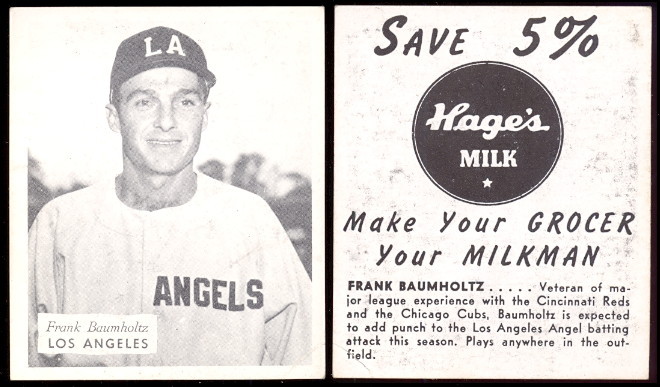 LA
ANGELS
Frank Baumholtz
LOS ANGELES
SAVE 5%
Hage's
MILK
Make Your GROCER
Your MILKMAN
FRANK BAUMHOLTZ ..... Veteran of ma-
jor league experience with the Cincinnati Reds
and the Chicago Cubs, Baumholtz is expected
to add punch to the Los Angeles Angel batting
attack this season. Plays anywhere in the out-
field.